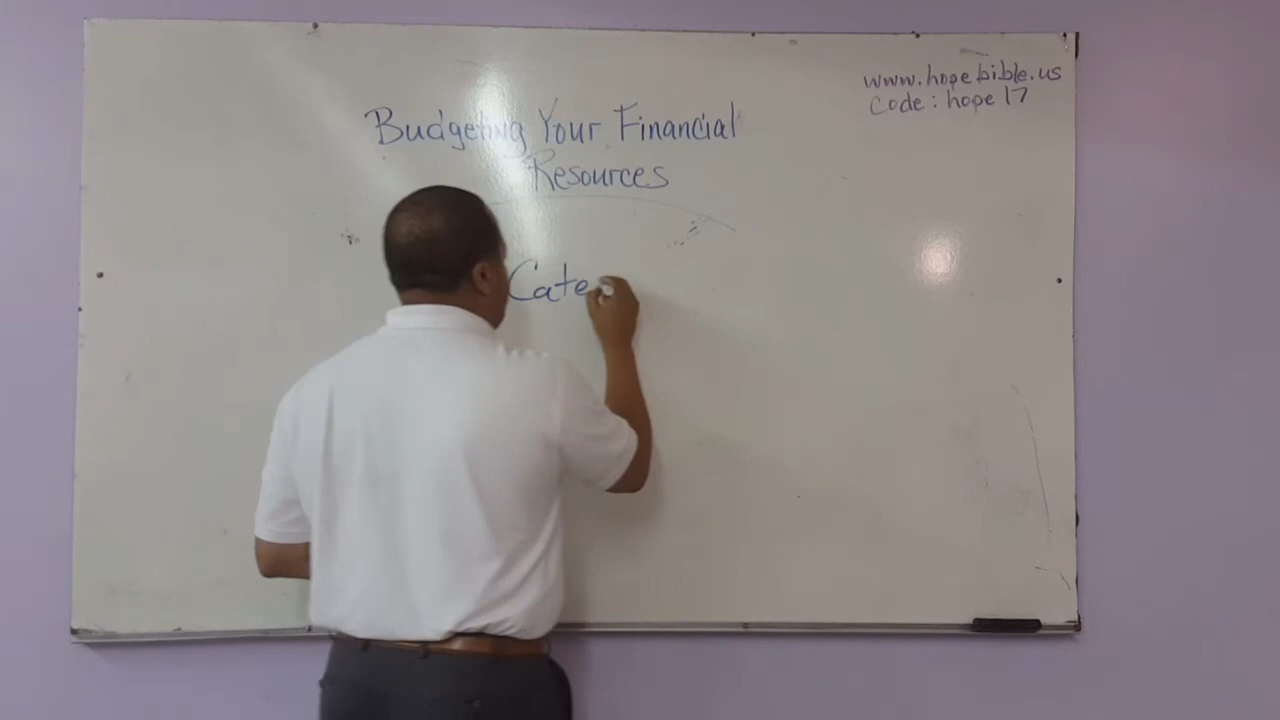 www.hopebible.us
code: hope 17
Budgeting Your Financial
Resources
Cate